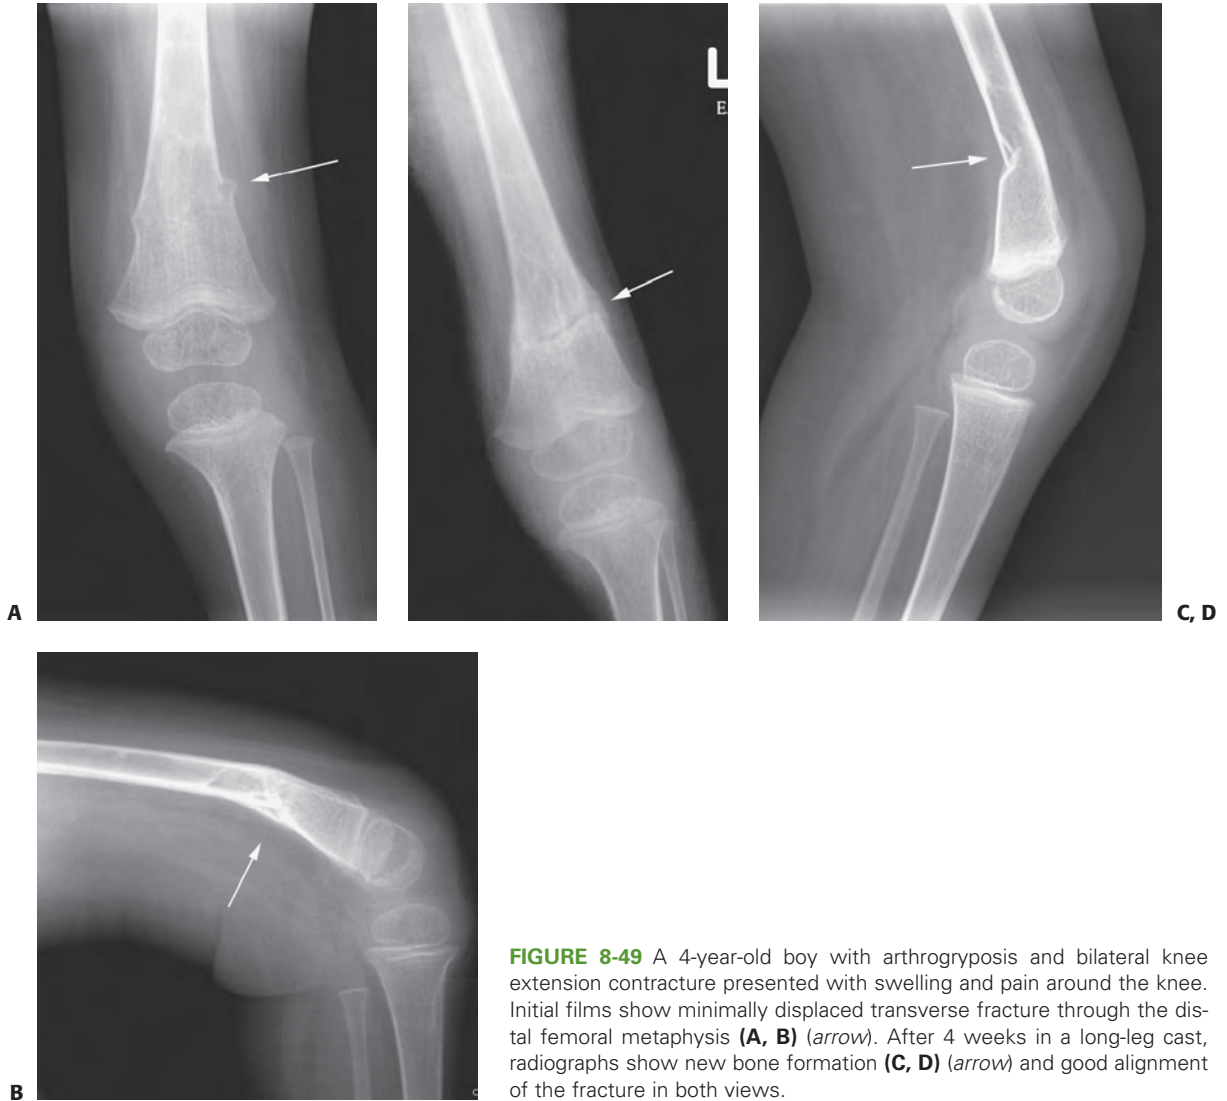 L
E
A
C, D
B
FIGURE 8-49 A 4-year-old boy with arthrogryposis and bilateral knee
extension contracture presented with swelling and pain around the knee.
Initial films show minimally displaced transverse fracture through the dis-
tal femoral metaphysis (A, B) (arrow). After 4 weeks in a long-leg cast,
radiographs show new bone formation (C, D) (arrow) and good alignment
of the fracture in both views.